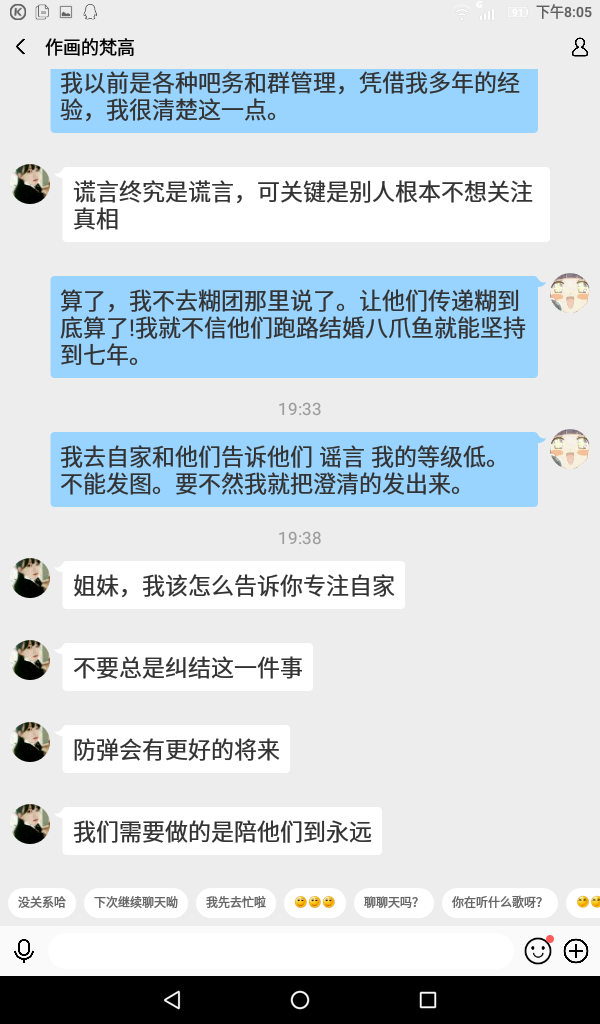 下午8:05
作画的梵高
我以前是各种吧务和群管理，凭借我多年的经
验，我很清楚这一点。
谎言终究是谎言，可关键是别人根本不想关注
真相
算了，我不去糊团那里说了。让他们传递糊到
底算了!我就不信他们跑路结婚八爪鱼就能坚持
到七年。
19:33
我去自家和他们告诉他们 谣言 我的等级低。
不能发图。要不然我就把澄清的发出来。
19:38
姐妹，我该怎么告诉你专注自家
不要总是纠结这一件事
防弹会有更好的将来
我们需要做的是陪他们到永远
没关系哈 下次继续聊天呦 我先去忙啦 聊聊天吗? 你在听什么歌呀?